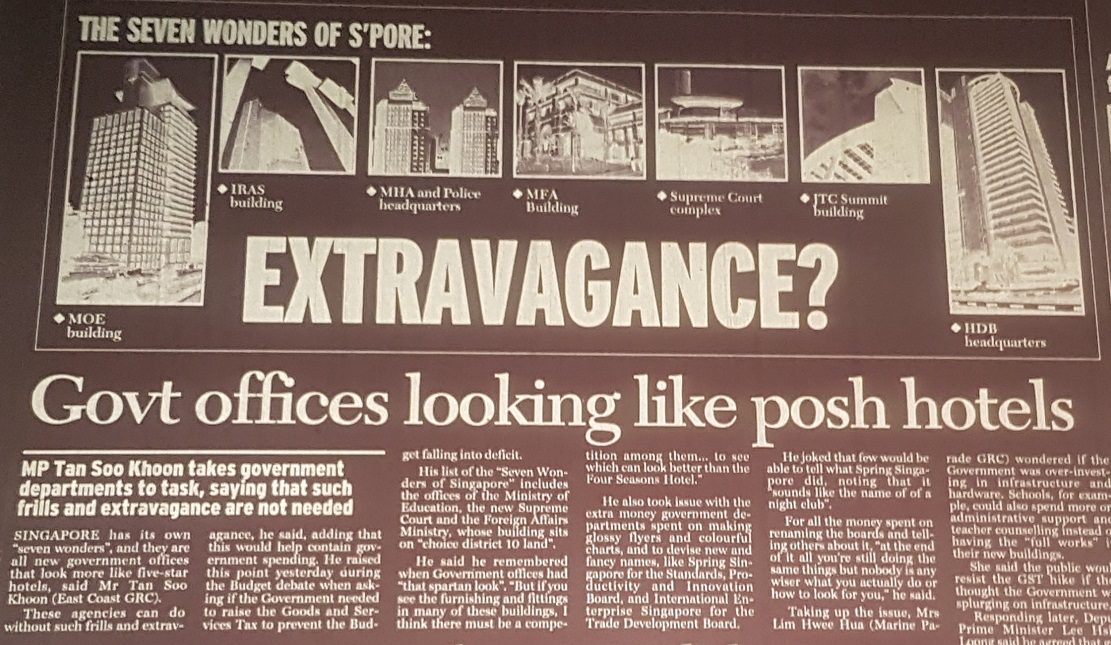 THE SEVEN WONDERS OF S'PORE:
◆ MOE
building
◆ IRAS
building
◆ MHA and Police
headquarters
◆ MFA
Building
◆ Supreme Court
complex
◆ JTC Summit
building
◆ HDB
headquarters
EXTRAVAGANCE?
Govt offices looking like posh hotels
MP Tan Soo Khoon takes government
departments to task, saying that such
frills and extravagance are not needed
SINGAPORE has its own
"seven wonders", and they are
all new government offices
that look more like five-star
hotels, said Mr Tan Soo
Khoon (East Coast GRC).
These agencies can do
without such frills and extrav-
agance, he said, adding that
this would help contain gov-
ernment spending. He raised
this point yesterday during
the Budget debate when ask-
ing if the Government needed
to raise the Goods and Ser-
vices Tax to prevent the Bud-
get falling into deficit.
His list of the "Seven Won-
ders of Singapore" includes
the offices of the Ministry of
Education, the new Supreme
Court and the Foreign Affairs
Ministry, whose building sits
on "choice district 10 land".
He said he remembered
when Government offices had
"that spartan look". "But if you
see the furnishing and fittings
in many of these buildings, I
think there must be a compe-
tition among them... to see
which can look better than the
Four Seasons Hotel."
He also took issue with the
extra money government de-
partments spent on making
glossy flyers and colourful
charts, and to devise new and
fancy names, like Spring Sin-
gapore for the Standards, Pro-
ductivity and Innovation
Board, and International En-
terprise Singapore for the
Trade Development Board.
He joked that few would be
able to tell what Spring Singa-
pore did, noting that it
"sounds like the name of of a
night club".
For all the money spent on
renaming the boards and tell-
ing others about it, "at the end
of it all you're still doing the
same things but nobody is any
wiser what you actually do or
how to look for you," he said.
Taking up the issue, Mrs
Lim Hwee Hua (Marine Pa-
rade GRC) wondered if the
Government was over-invest-
ing in infrastructure and
hardware. Schools, for exam-
ple, could also spend more on
administrative support and
teacher counselling instead o
having the "full works" i
their new buildings.
She said the public wou
resist the GST hike if th
thought the Government w
splurging on infrastructure.
Responding later, Depu
Prime Minister Lee Hsi
Loong said he agreed that